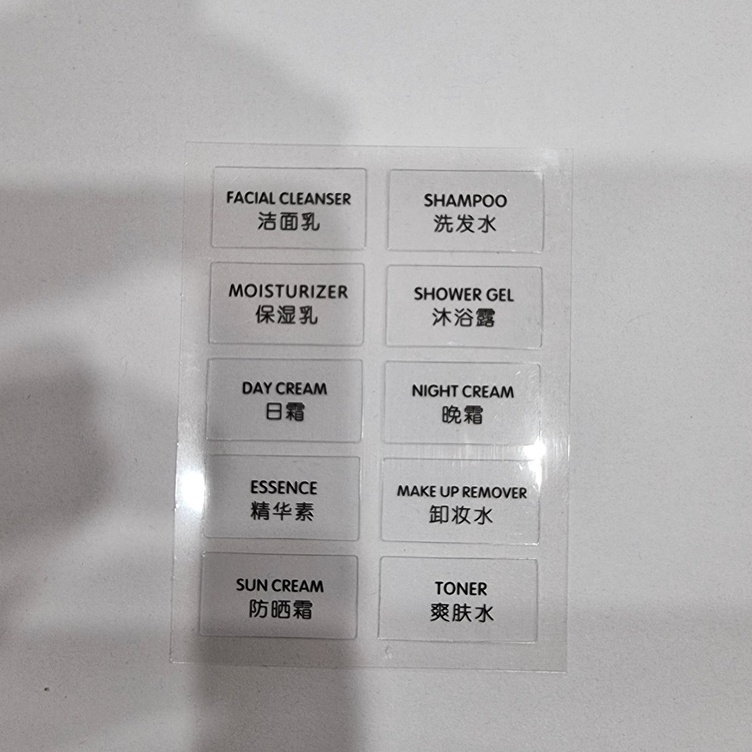 FACIAL CLEANSER
洁面乳
SHAMPOO
洗发水
MOISTURIZER
保湿乳
SHOWER GEL
沐浴露
DAY CREAM
日霜
NIGHT CREAM
晚霜
ESSENCE
精华素
MAKE UP REMOVER
卸妆水
SUN CREAM
防晒霜
TONER
爽肤水